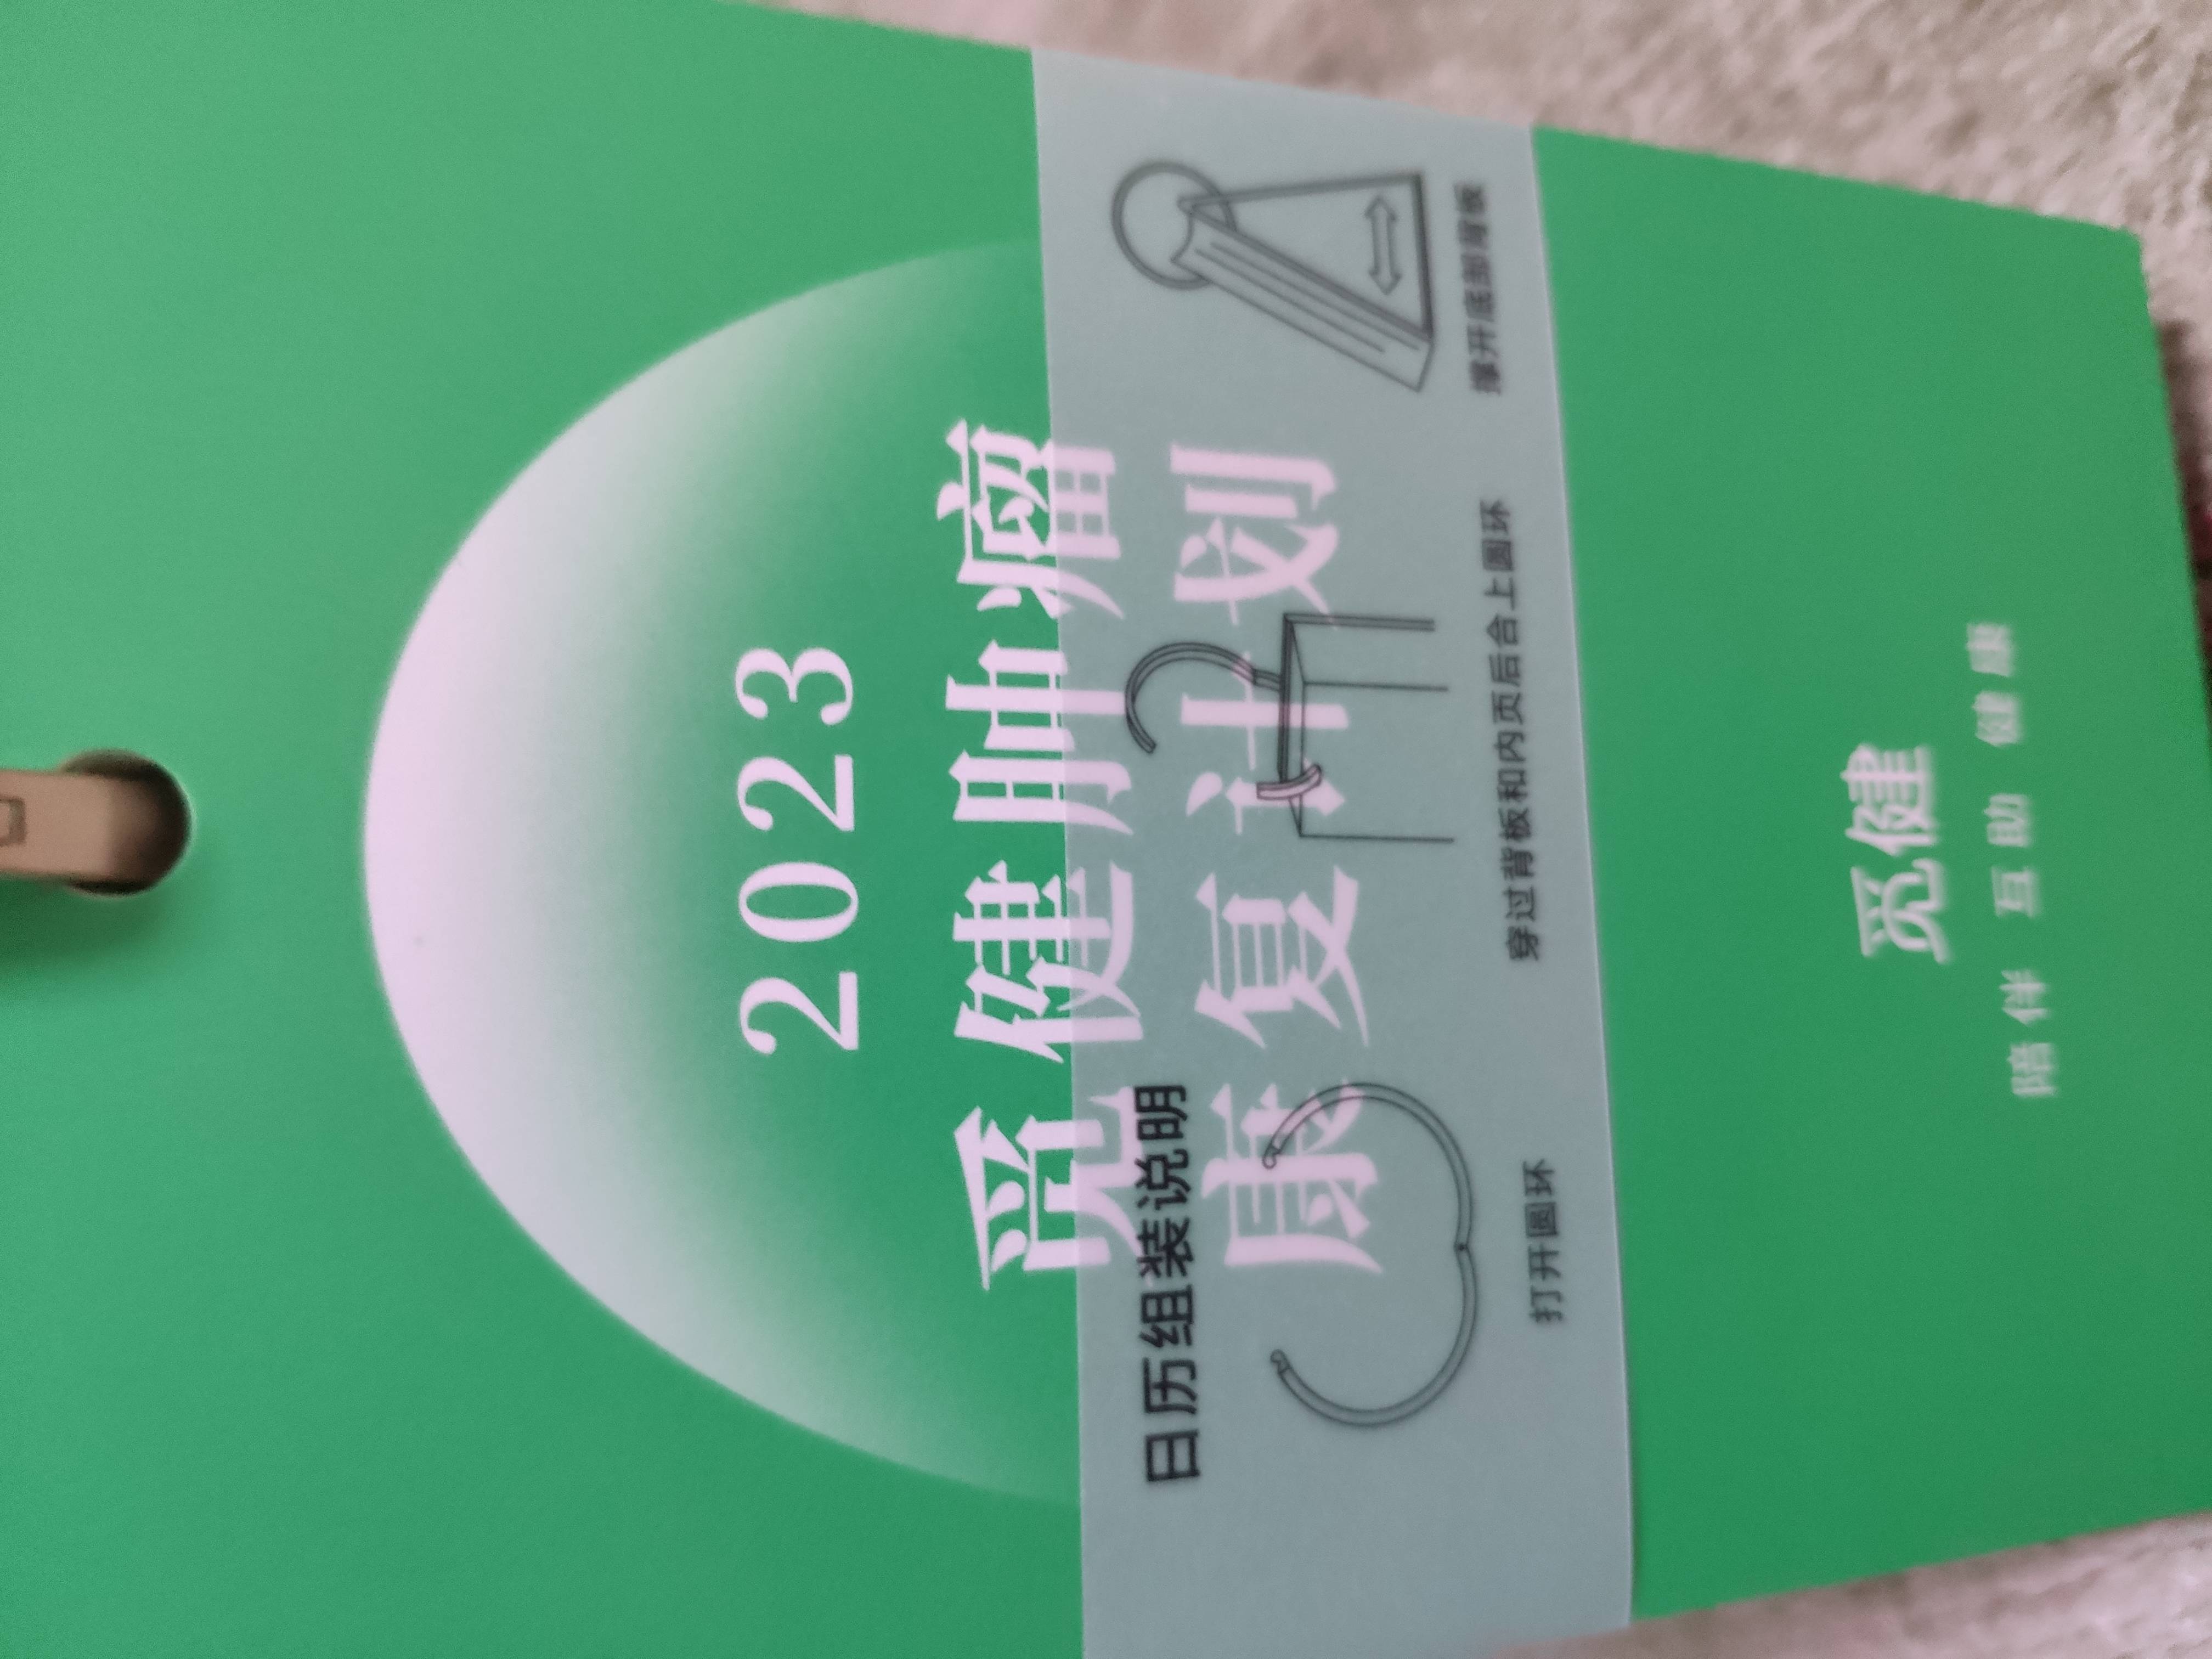 2023
觅健肿瘤
康复计划
日历组装说明
打开圆环
穿过背板和内页后合上圆环
撑开底部背板
觅健
陪伴 互助 健康